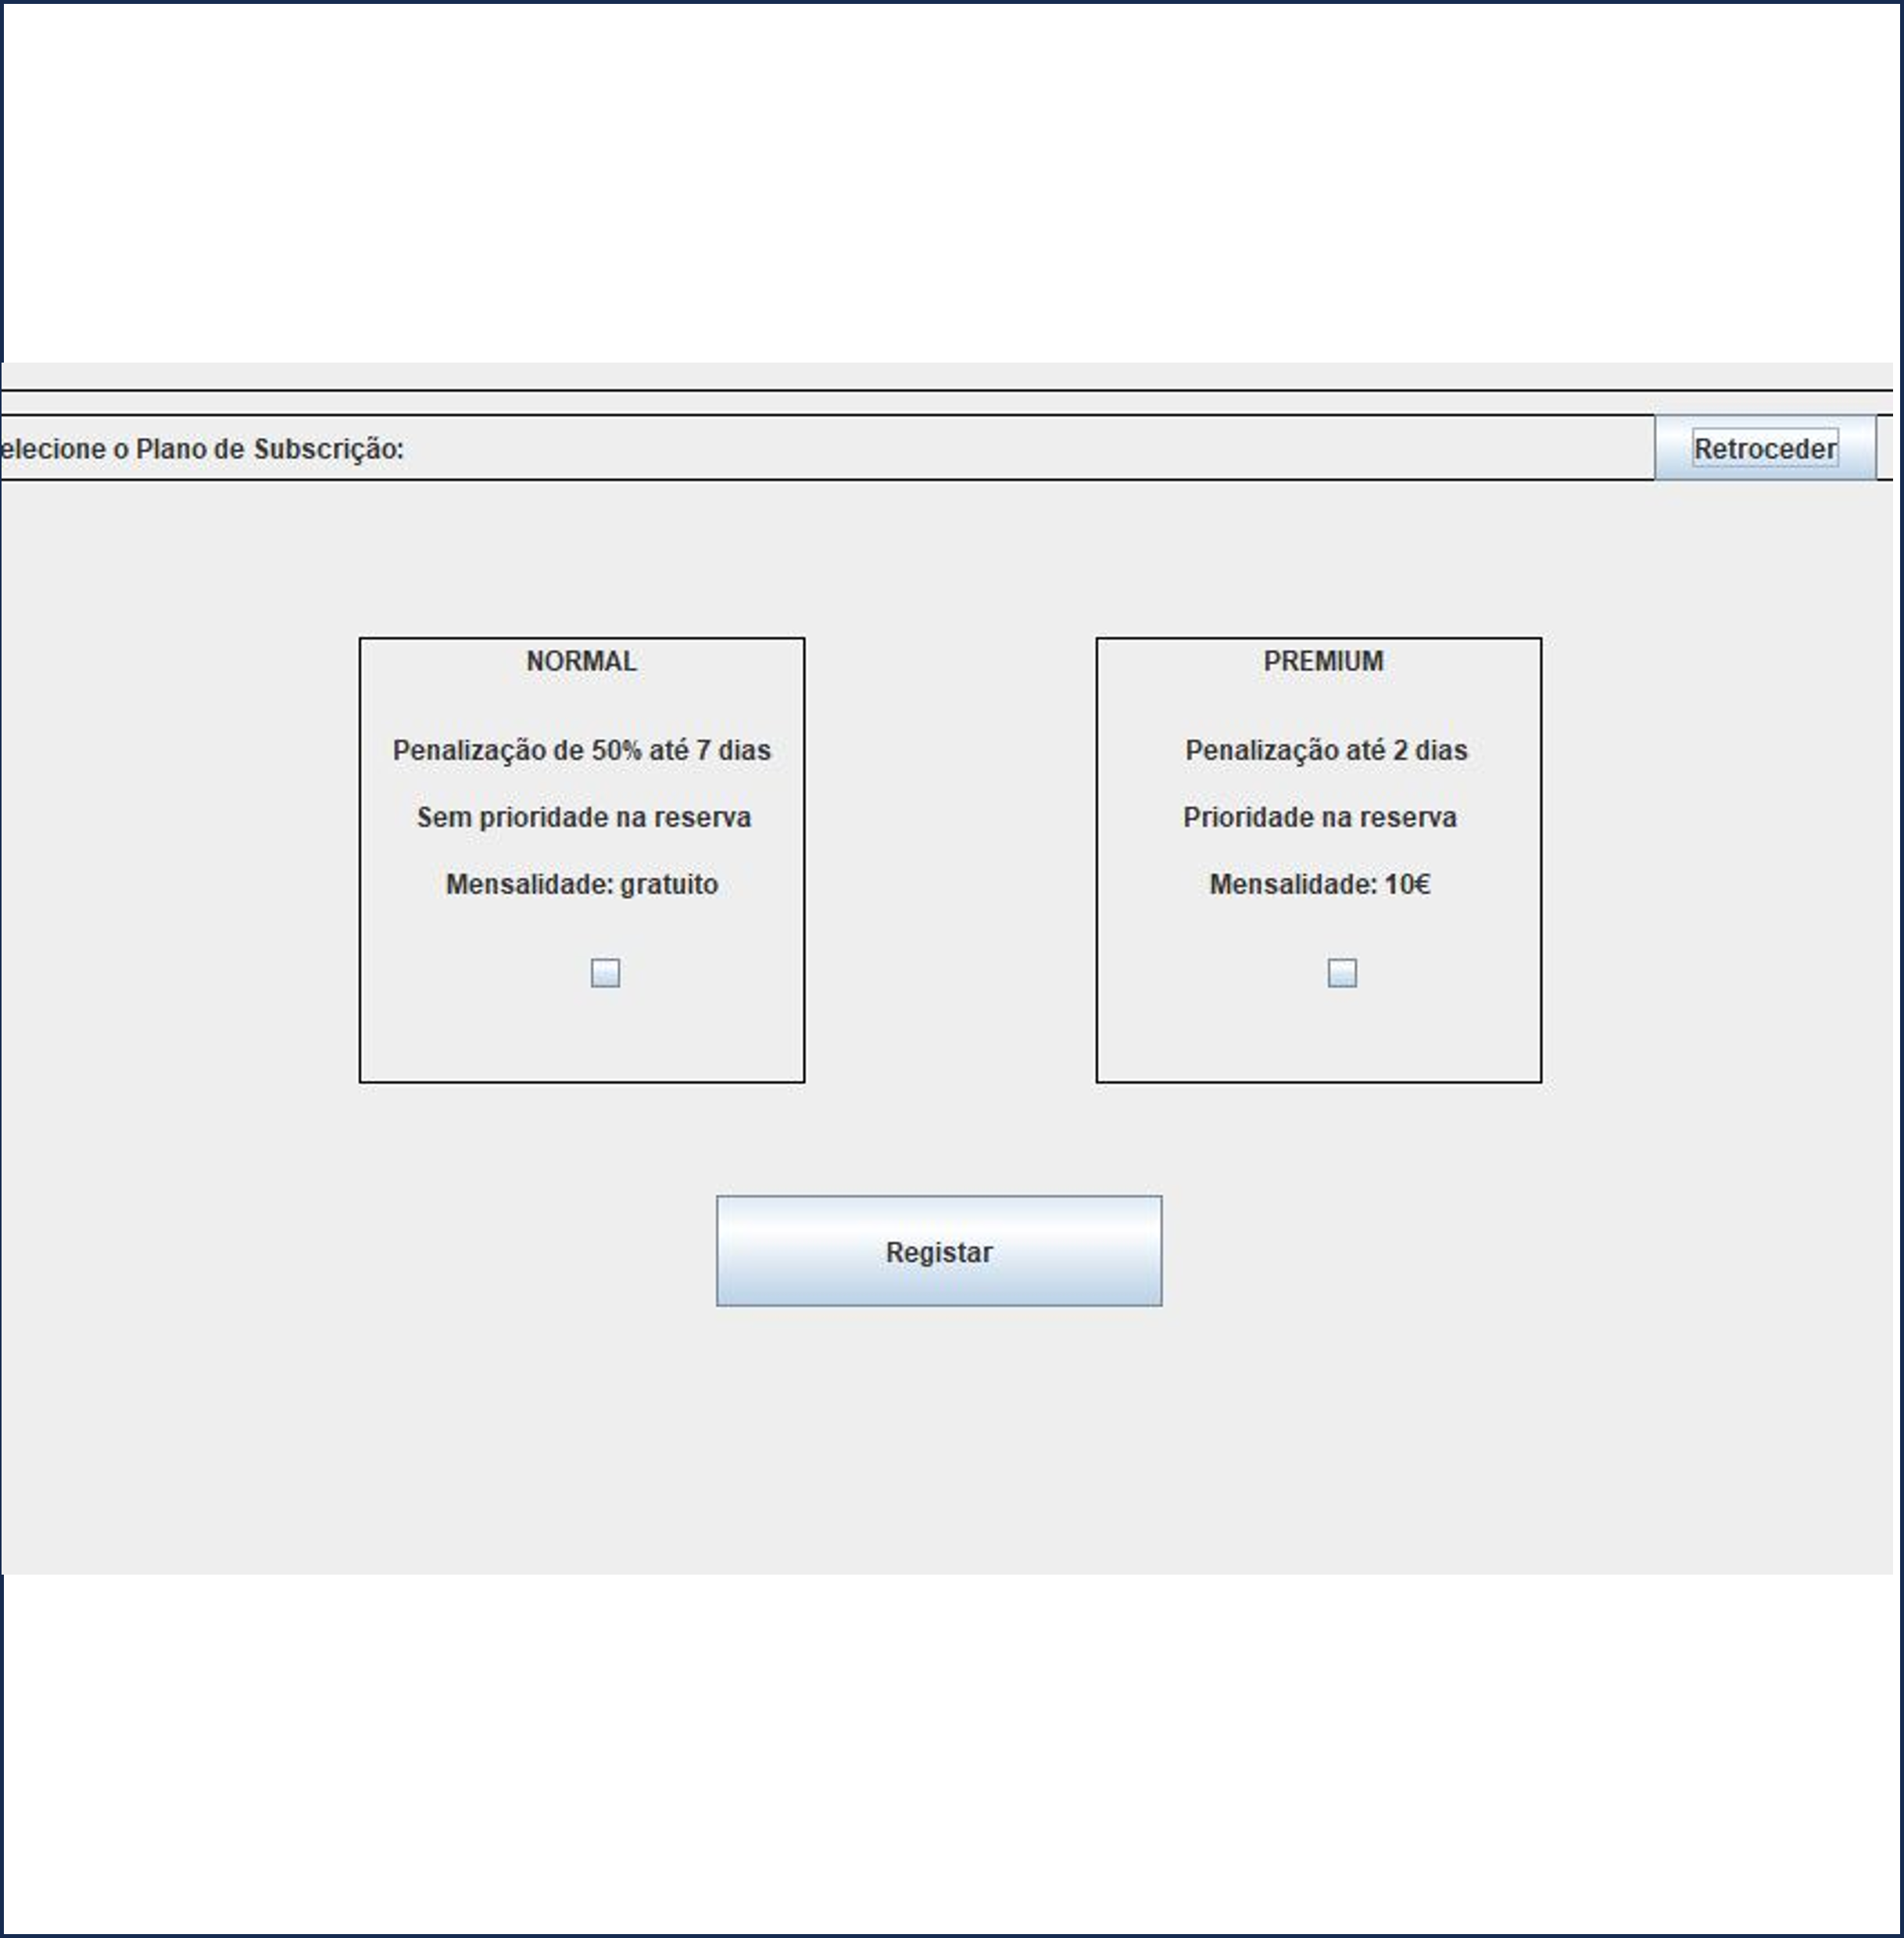 elecione o Plano de Subscrição:
Retroceder
NORMAL
Penalização de 50% até 7 dias
Sem prioridade na reserva
Mensalidade: gratuito
PREMIUM
Penalização até 2 dias
Prioridade na reserva
Mensalidade: 10€
Registar